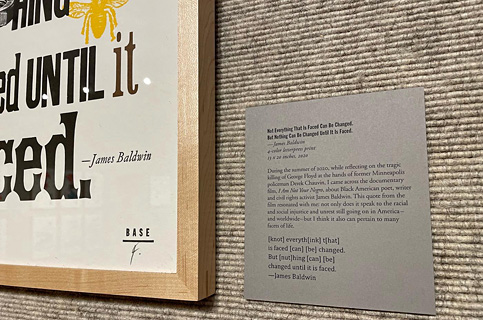 HING
ed UNTIL it
aced.
—James Baldwin
BASE
Not Everything That Is Faced Can Be Changed.
But Nothing Can Be Changed Until It Is Faced.
—James Baldwin
4-color letterpress print
15 x 20 inches, 2020
During the summer of 2020, while reflecting on the tragic
killing of George Floyd at the hands of former Minneapolis
policeman Derek Chauvin, I came across the documentary
film, I Am Not Your Negro, about Black American poet, writer
and civil rights activist James Baldwin. This quote from the
film resonated with me: not only does it speak to the racial
and social injustice and unrest still going on in America—
and worldwide—but I think it also can pertain to many
facets of life.
[knot] everyth[ink] t[hat]
is faced [can] [be] changed.
But [nut]hing [can] [be]
changed until it is faced.
—James Baldwin